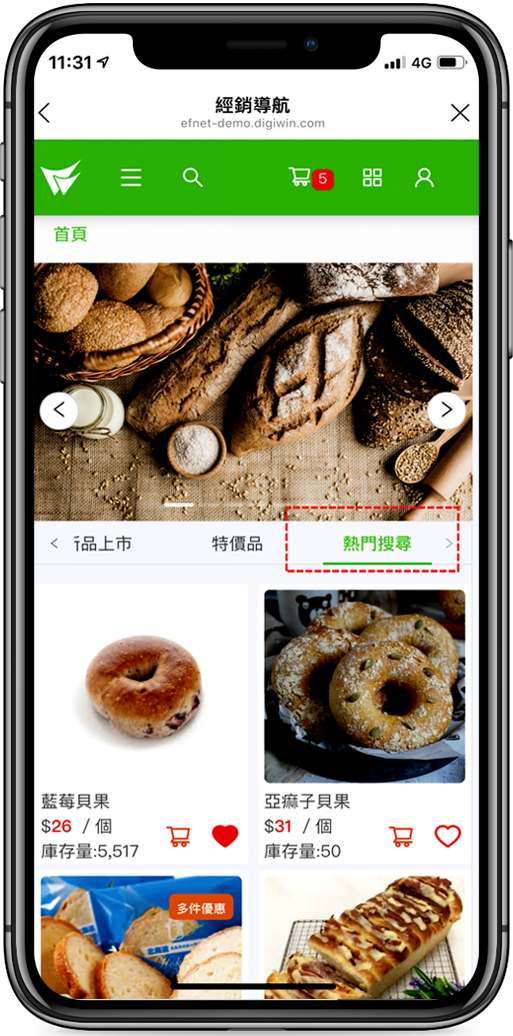 11:31
4G
經銷導航
efnet-demo.digiwin.com
5
首頁
品上市
特價品
熱門搜尋
藍莓貝果
$26 / 個
庫存量:5,517
亞痲子貝果
$31 / 個
庫存量:50
多件優惠